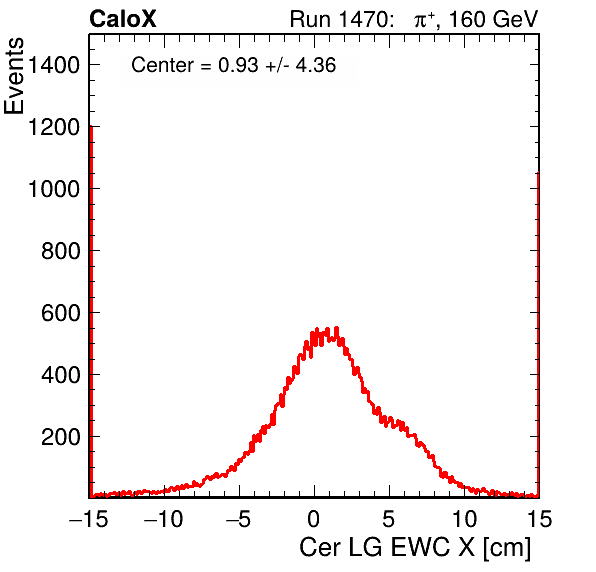 CaloX
Run 1470: π⁺, 160 GeV
Events
Center = 0.93 +/- 4.36
1400
1200
1000
800
600
400
200
−15 −10 −5 0 5 10 15
Cer LG EWC X [cm]